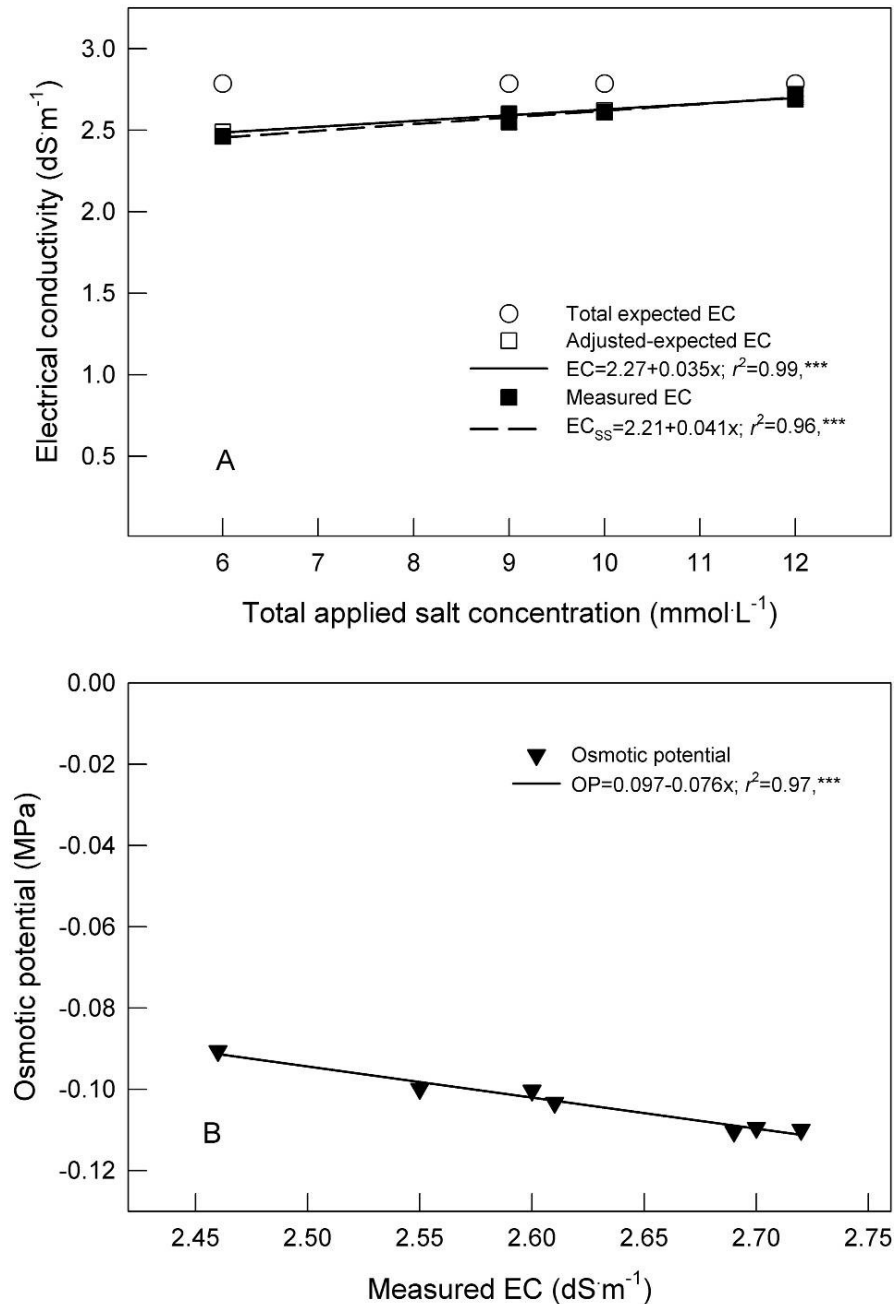 3.0
2.5
2.0
1.5
1.0
0.5
Electrical conductivity (dS·m⁻¹)
Total expected EC
Adjusted-expected EC
EC=2.27+0.035x; r²=0.99,***
Measured EC
EC_SS=2.21+0.041x; r²=0.96,***
A
6 7 8 9 10 11 12
Total applied salt concentration (mmol·L⁻¹)
0.00
-0.02
-0.04
-0.06
-0.08
-0.10
-0.12
Osmotic potential (MPa)
Osmotic potential
OP=0.097-0.076x; r²=0.97,***
B
2.45 2.50 2.55 2.60 2.65 2.70 2.75
Measured EC (dS·m⁻¹)